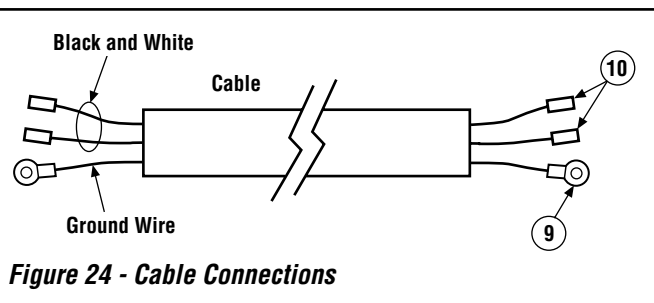 Black and White
Cable
10
Ground Wire
9
Figure 24 - Cable Connections